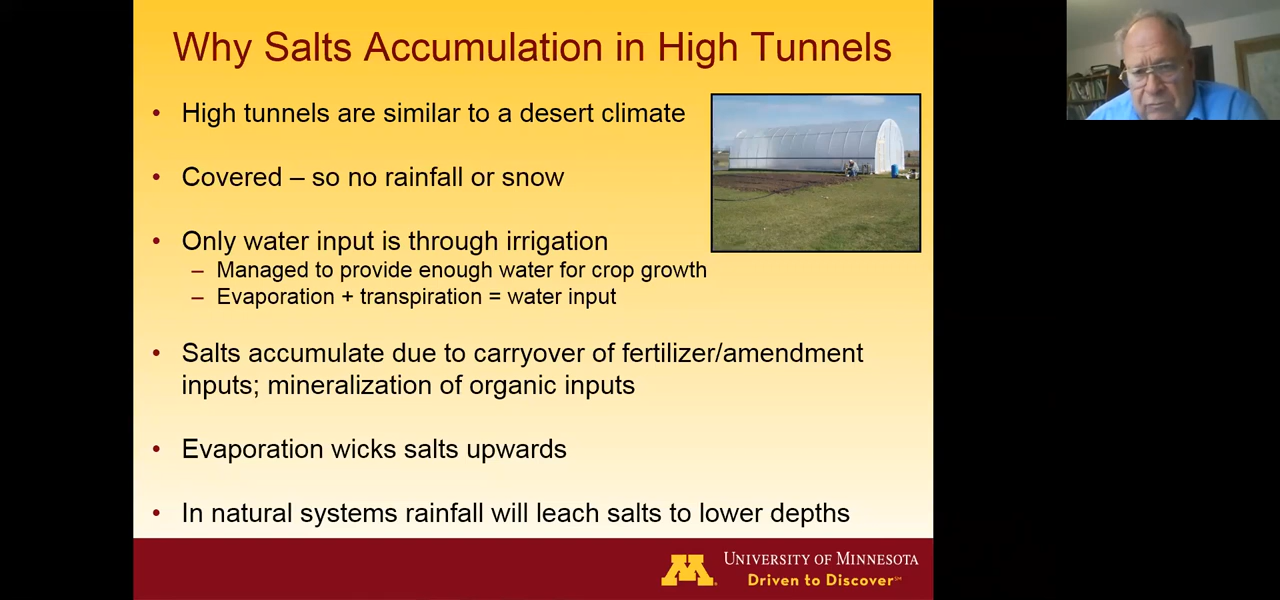 Why Salts Accumulation in High Tunnels
• High tunnels are similar to a desert climate
• Covered – so no rainfall or snow
• Only water input is through irrigation
– Managed to provide enough water for crop growth
– Evaporation + transpiration = water input
• Salts accumulate due to carryover of fertilizer/amendment
inputs; mineralization of organic inputs
• Evaporation wicks salts upwards
• In natural systems rainfall will leach salts to lower depths
M
UNIVERSITY OF MINNESOTA
Driven to Discover℠